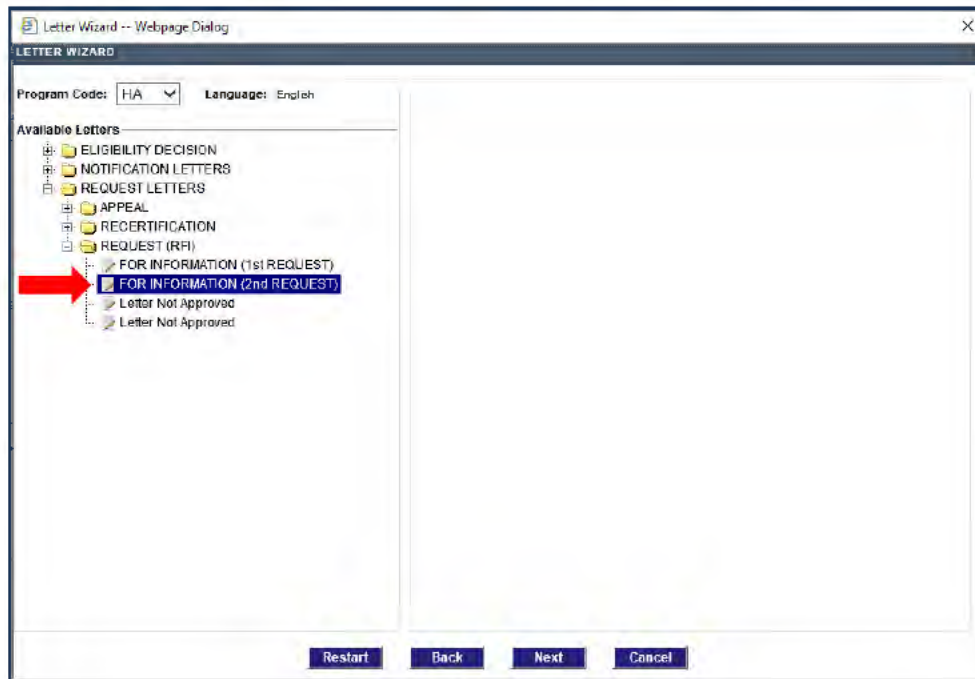 Letter Wizard -- Webpage Dialog
LETTER WIZARD
Program Code: HA Language: English
Available Letters
ELIGIBILITY DECISION
NOTIFICATION LETTERS
REQUEST LETTERS
APPEAL
RECERTIFICATION
REQUEST (RFI)
FOR INFORMATION (1st REQUEST)
FOR INFORMATION (2nd REQUEST)
Letter Not Approved
Letter Not Approved
Restart Back Next Cancel